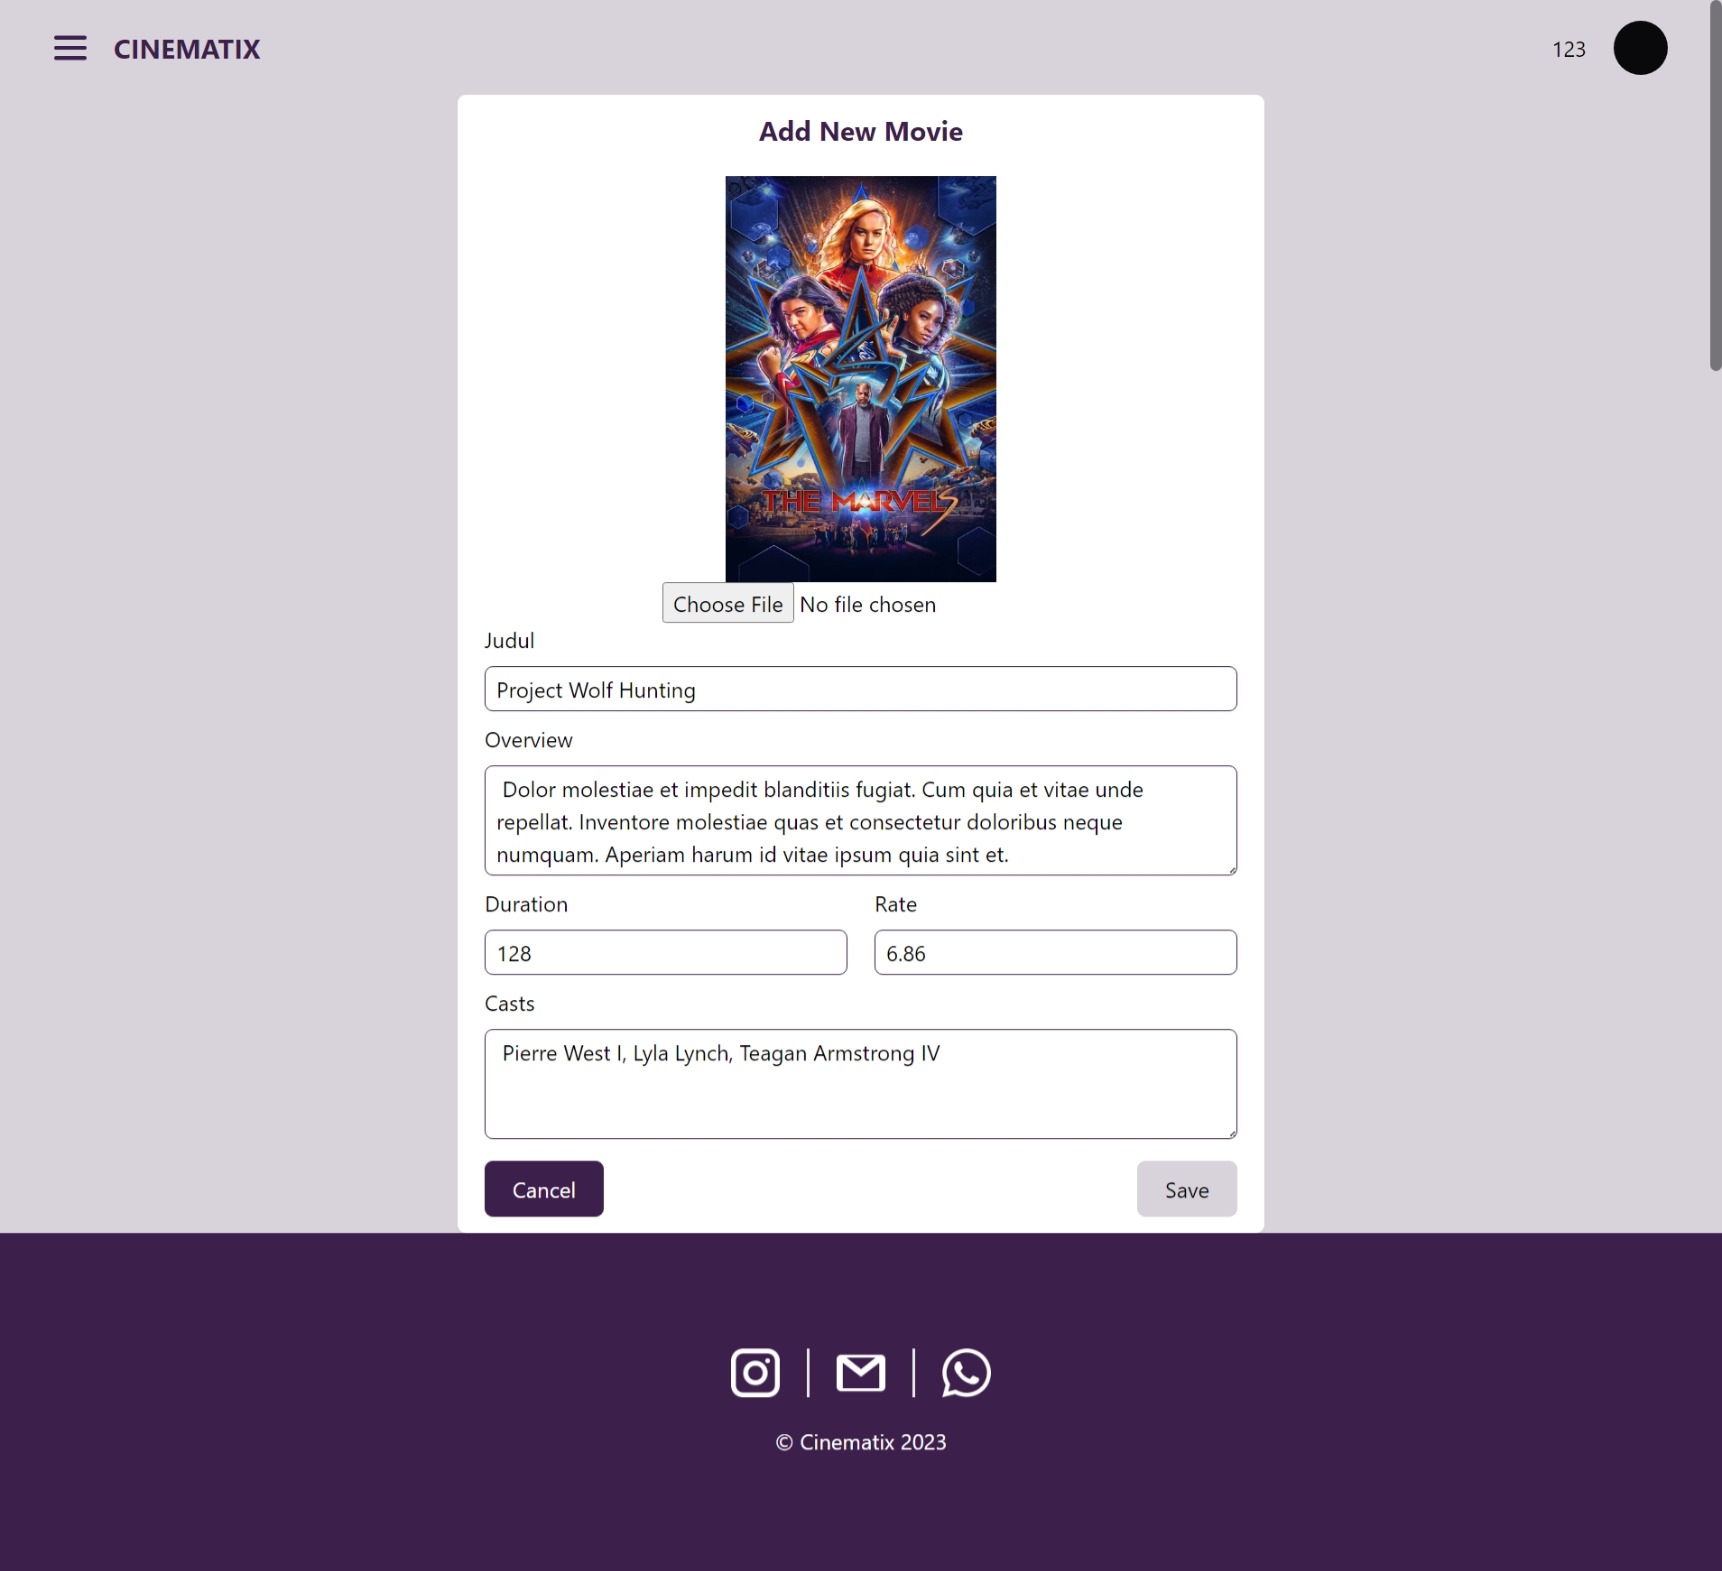 CINEMATIX
123
Add New Movie
THE MARVELS
Choose File No file chosen
Judul
Project Wolf Hunting
Overview
Dolor molestiae et impedit blanditiis fugiat. Cum quia et vitae unde
repellat. Inventore molestiae quas et consectetur doloribus neque
numquam. Aperiam harum id vitae ipsum quia sint et.
Duration
Rate
128
6.86
Casts
Pierre West I, Lyla Lynch, Teagan Armstrong IV
Cancel
Save
© Cinematix 2023